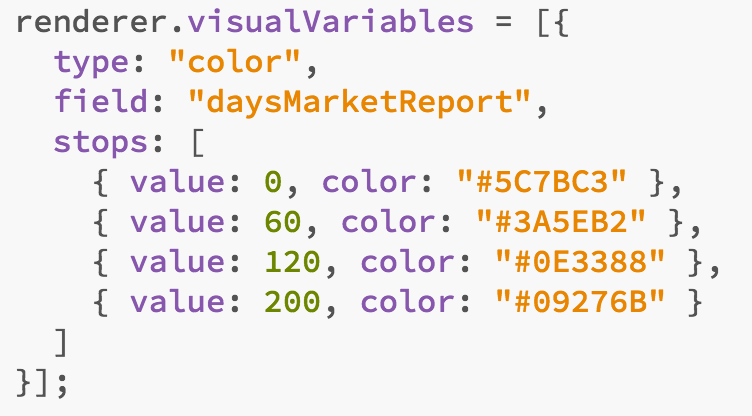 renderer.visualVariables = [{
  type: "color",
  field: "daysMarketReport",
  stops: [
    { value: 0, color: "#5C7BC3" },
    { value: 60, color: "#3A5EB2" },
    { value: 120, color: "#0E3388" },
    { value: 200, color: "#09276B" }
  ]
}];